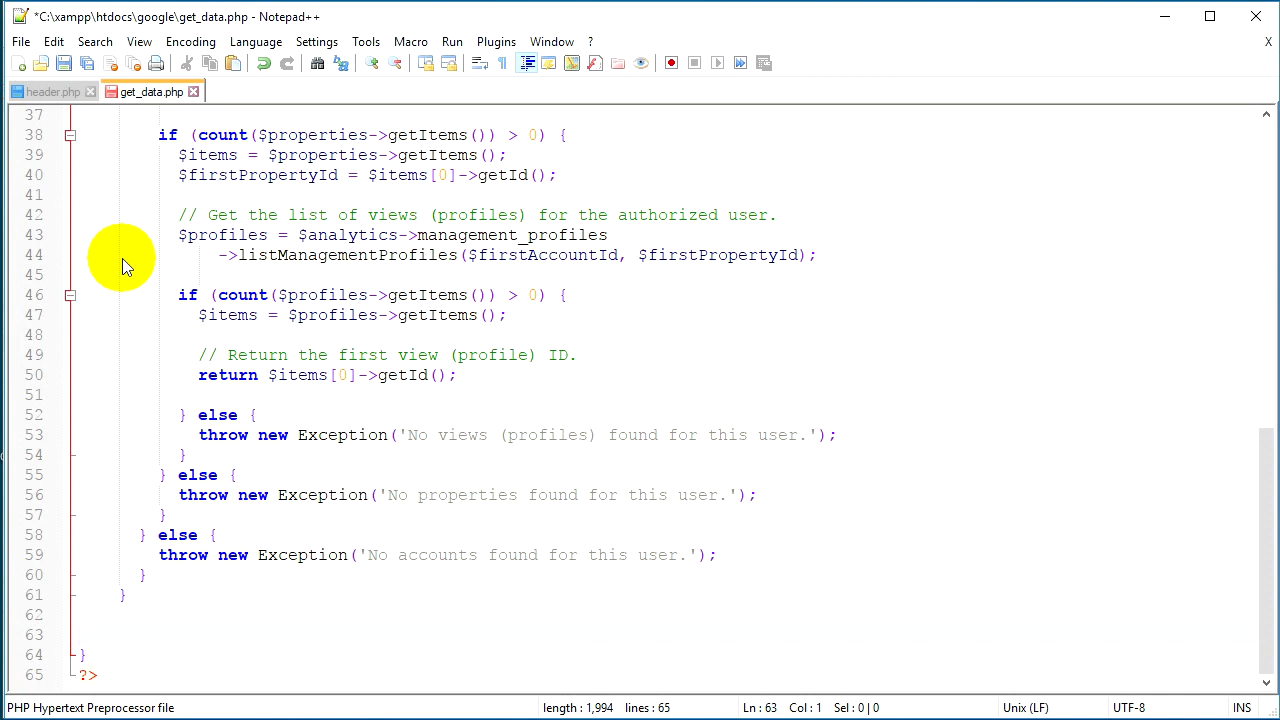 *C:\xampp\htdocs\google\get_data.php - Notepad++
File Edit Search View Encoding Language Settings Tools Macro Run Plugins Window ? X
header.php get_data.php
37
38 if (count($properties->getItems()) > 0) {
39 $items = $properties->getItems();
40 $firstPropertyId = $items[0]->getId();
41
42 // Get the list of views (profiles) for the authorized user.
43 $profiles = $analytics->management_profiles
44 ->listManagementProfiles($firstAccountId, $firstPropertyId);
45
46 if (count($profiles->getItems()) > 0) {
47 $items = $profiles->getItems();
48
49 // Return the first view (profile) ID.
50 return $items[0]->getId();
51
52 } else {
53 throw new Exception('No views (profiles) found for this user.');
54 }
55 } else {
56 throw new Exception('No properties found for this user.');
57 }
58 } else {
59 throw new Exception('No accounts found for this user.');
60 }
61 }
62
63
64 }
65 ?>
PHP Hypertext Preprocessor file length : 1,994 lines : 65 Ln : 63 Col : 1 Sel : 0 | 0 Unix (LF) UTF-8 INS